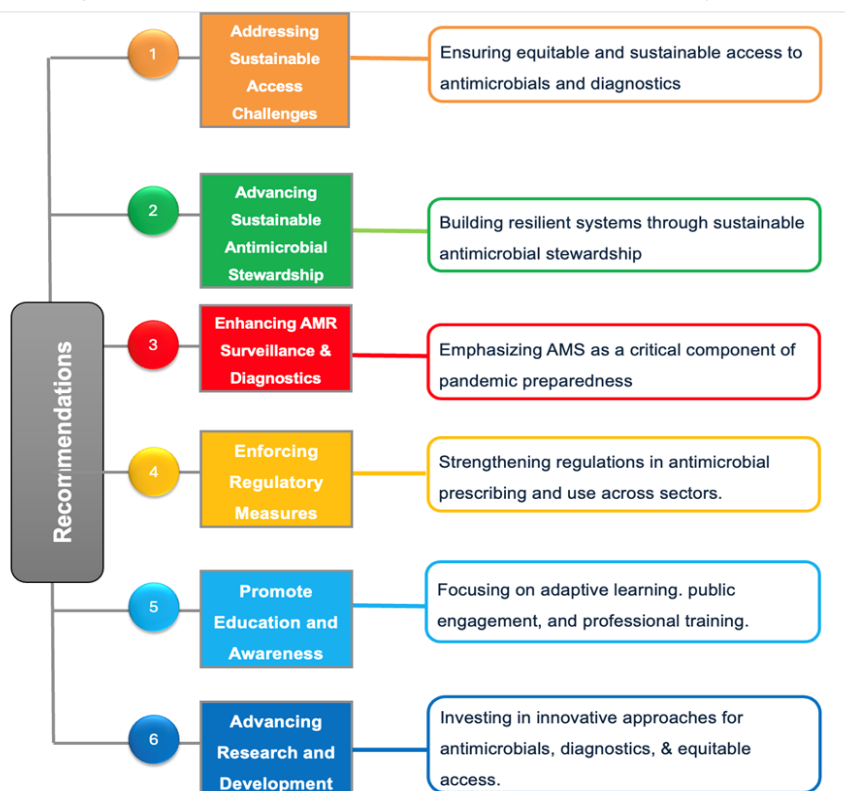 Recommendations
1
Addressing
Sustainable
Access
Challenges
Ensuring equitable and sustainable access to
antimicrobials and diagnostics
2
Advancing
Sustainable
Antimicrobial
Stewardship
Building resilient systems through sustainable
antimicrobial stewardship
3
Enhancing AMR
Surveillance &
Diagnostics
Emphasizing AMS as a critical component of
pandemic preparedness
4
Enforcing
Regulatory
Measures
Strengthening regulations in antimicrobial
prescribing and use across sectors.
5
Promote
Education and
Awareness
Focusing on adaptive learning. public
engagement, and professional training.
6
Advancing
Research and
Development
Investing in innovative approaches for
antimicrobials, diagnostics, & equitable
access.